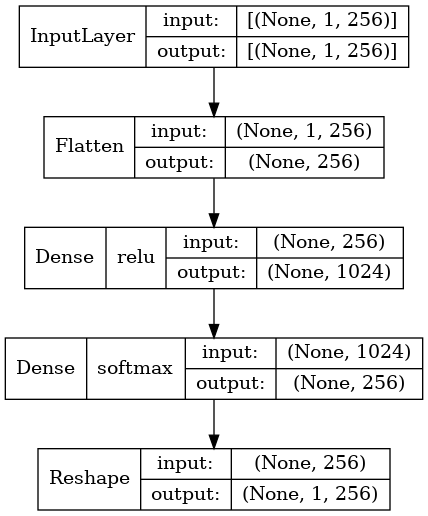 InputLayer input: [(None, 1, 256)]
output: [(None, 1, 256)]
Flatten input: (None, 1, 256)
output: (None, 256)
Dense relu input: (None, 256)
output: (None, 1024)
Dense softmax input: (None, 1024)
output: (None, 256)
Reshape input: (None, 256)
output: (None, 1, 256)